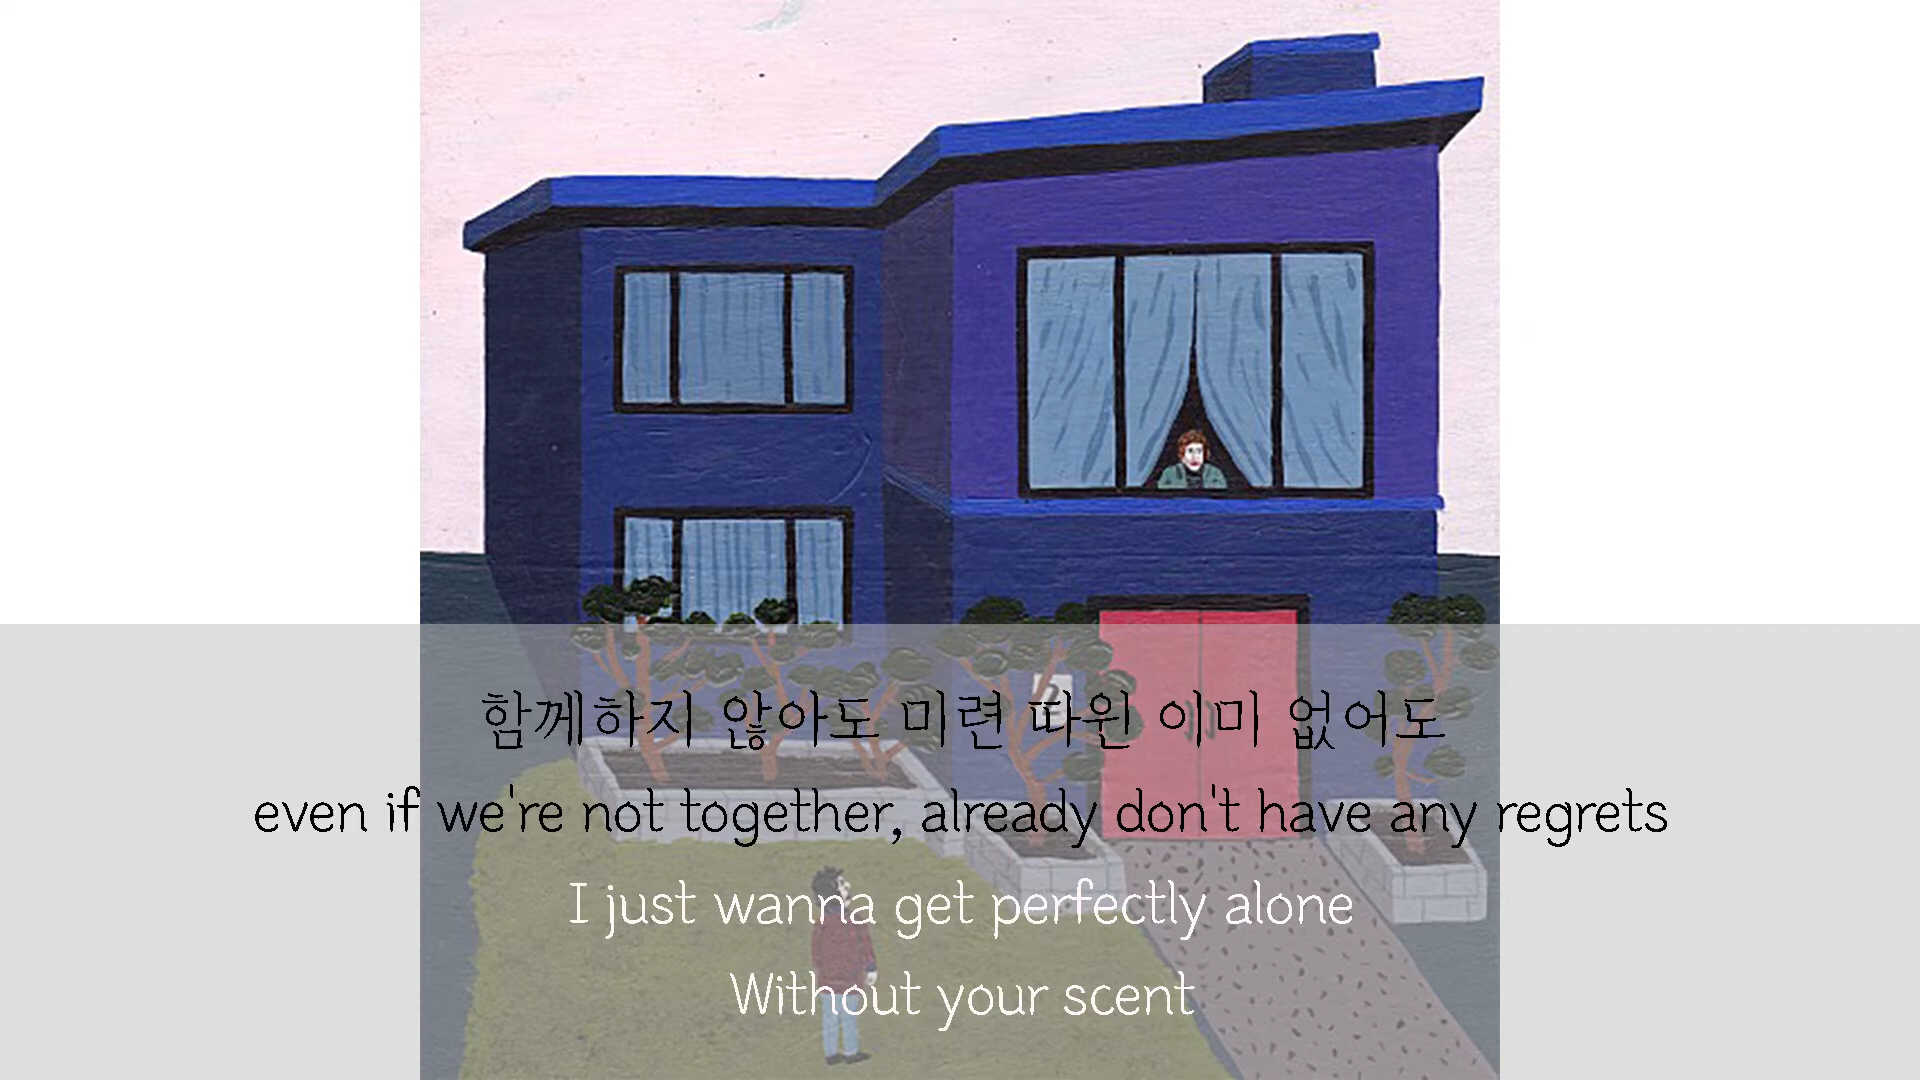 함께하지 않아도 미련 따윈 이미 없어도
even if we're not together, already don't have any regrets
I just wanna get perfectly alone
Without your scent
2